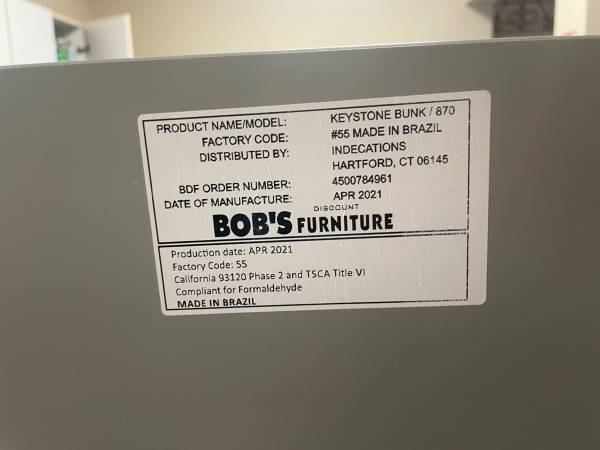 PRODUCT NAME/MODEL: KEYSTONE BUNK / 870
FACTORY CODE: #55 MADE IN BRAZIL
DISTRIBUTED BY: INDECATIONS
HARTFORD, CT 06145
BDF ORDER NUMBER: 4500784961
DATE OF MANUFACTURE: APR 2021
DISCOUNT
BOB'S FURNITURE
Production date: APR 2021
Factory Code: 55
California 93120 Phase 2 and TSCA Title VI
Compliant for Formaldehyde
MADE IN BRAZIL